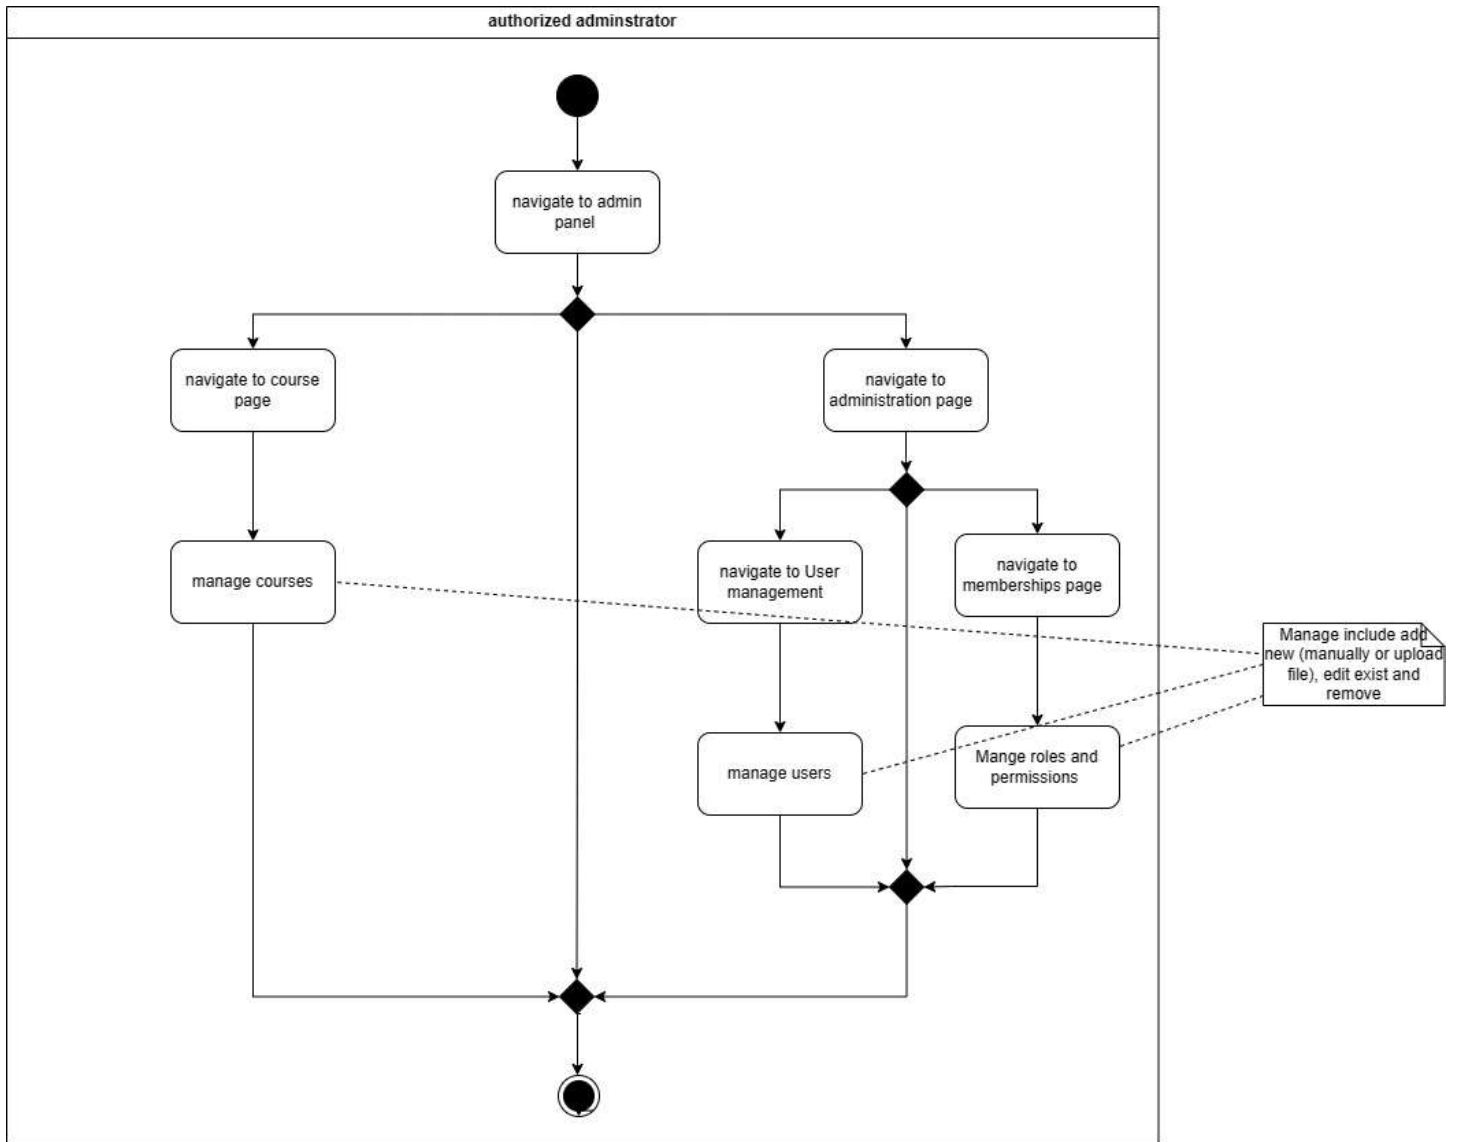 authorized adminstrator
navigate to admin
panel
navigate to course
page
navigate to
administration page
manage courses
navigate to User
management
navigate to
memberships page
Manage include add
new (manually or upload
file), edit exist and
remove
manage users
Mange roles and
permissions